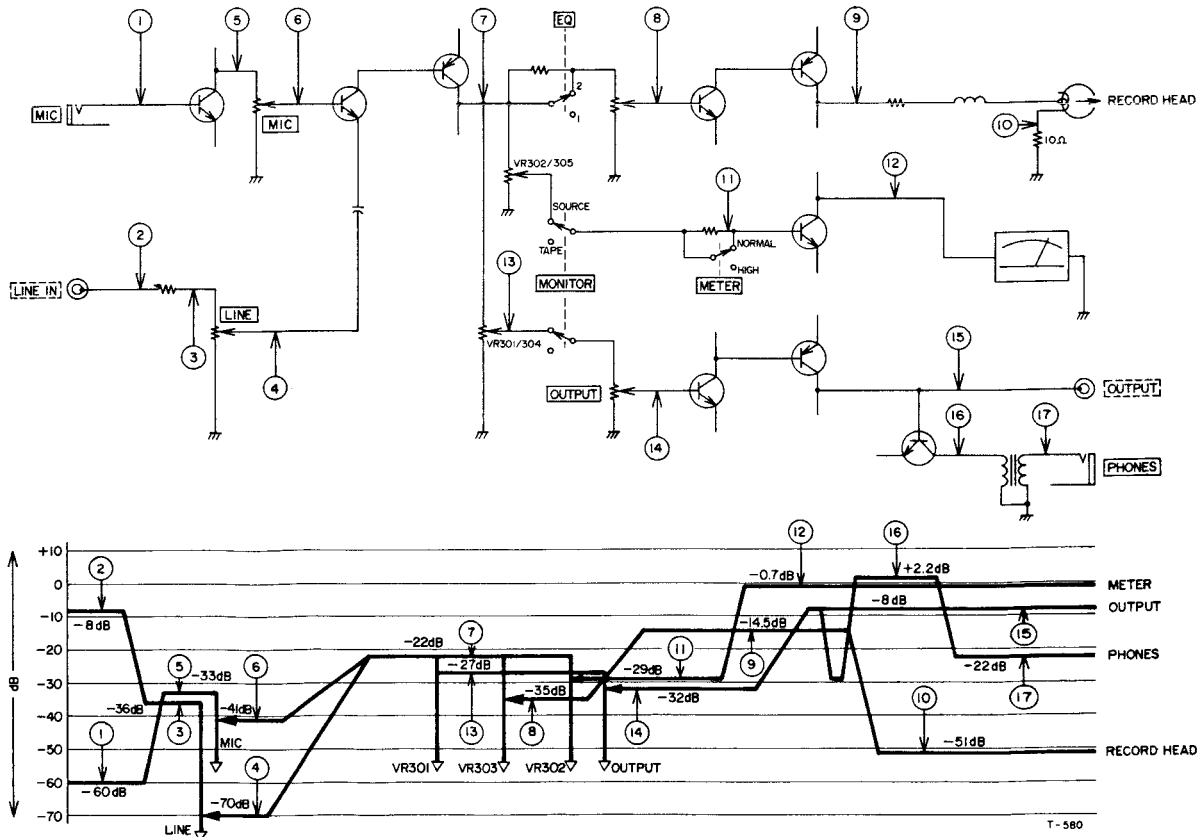 1 5 6 7 EQ 8 9
MIC MIC 2 1 RECORD HEAD
10 10Ω
VR302/305
11 12
2 SOURCE
TAPE NORMAL
13 HIGH
LINE IN MONITOR METER
LINE
3 4 VR301/304
15
OUTPUT OUTPUT
14 16 17
PHONES
dB
+10 12 16
0 2 -0.7dB +2.2dB METER
-10 -8dB -8dB OUTPUT
-14.5dB 15
-20 -22dB 7 PHONES
-27dB -29dB 11 9 -22dB
-30 5 -33dB 6 17
-36dB 3 -41dB 13 -35dB 8 -32dB 14 10
-40 MIC
-50 1 -51dB RECORD HEAD
4 VR301 VR303 VR302 OUTPUT
-60 -60dB
-70 -70dB
LINE T-580